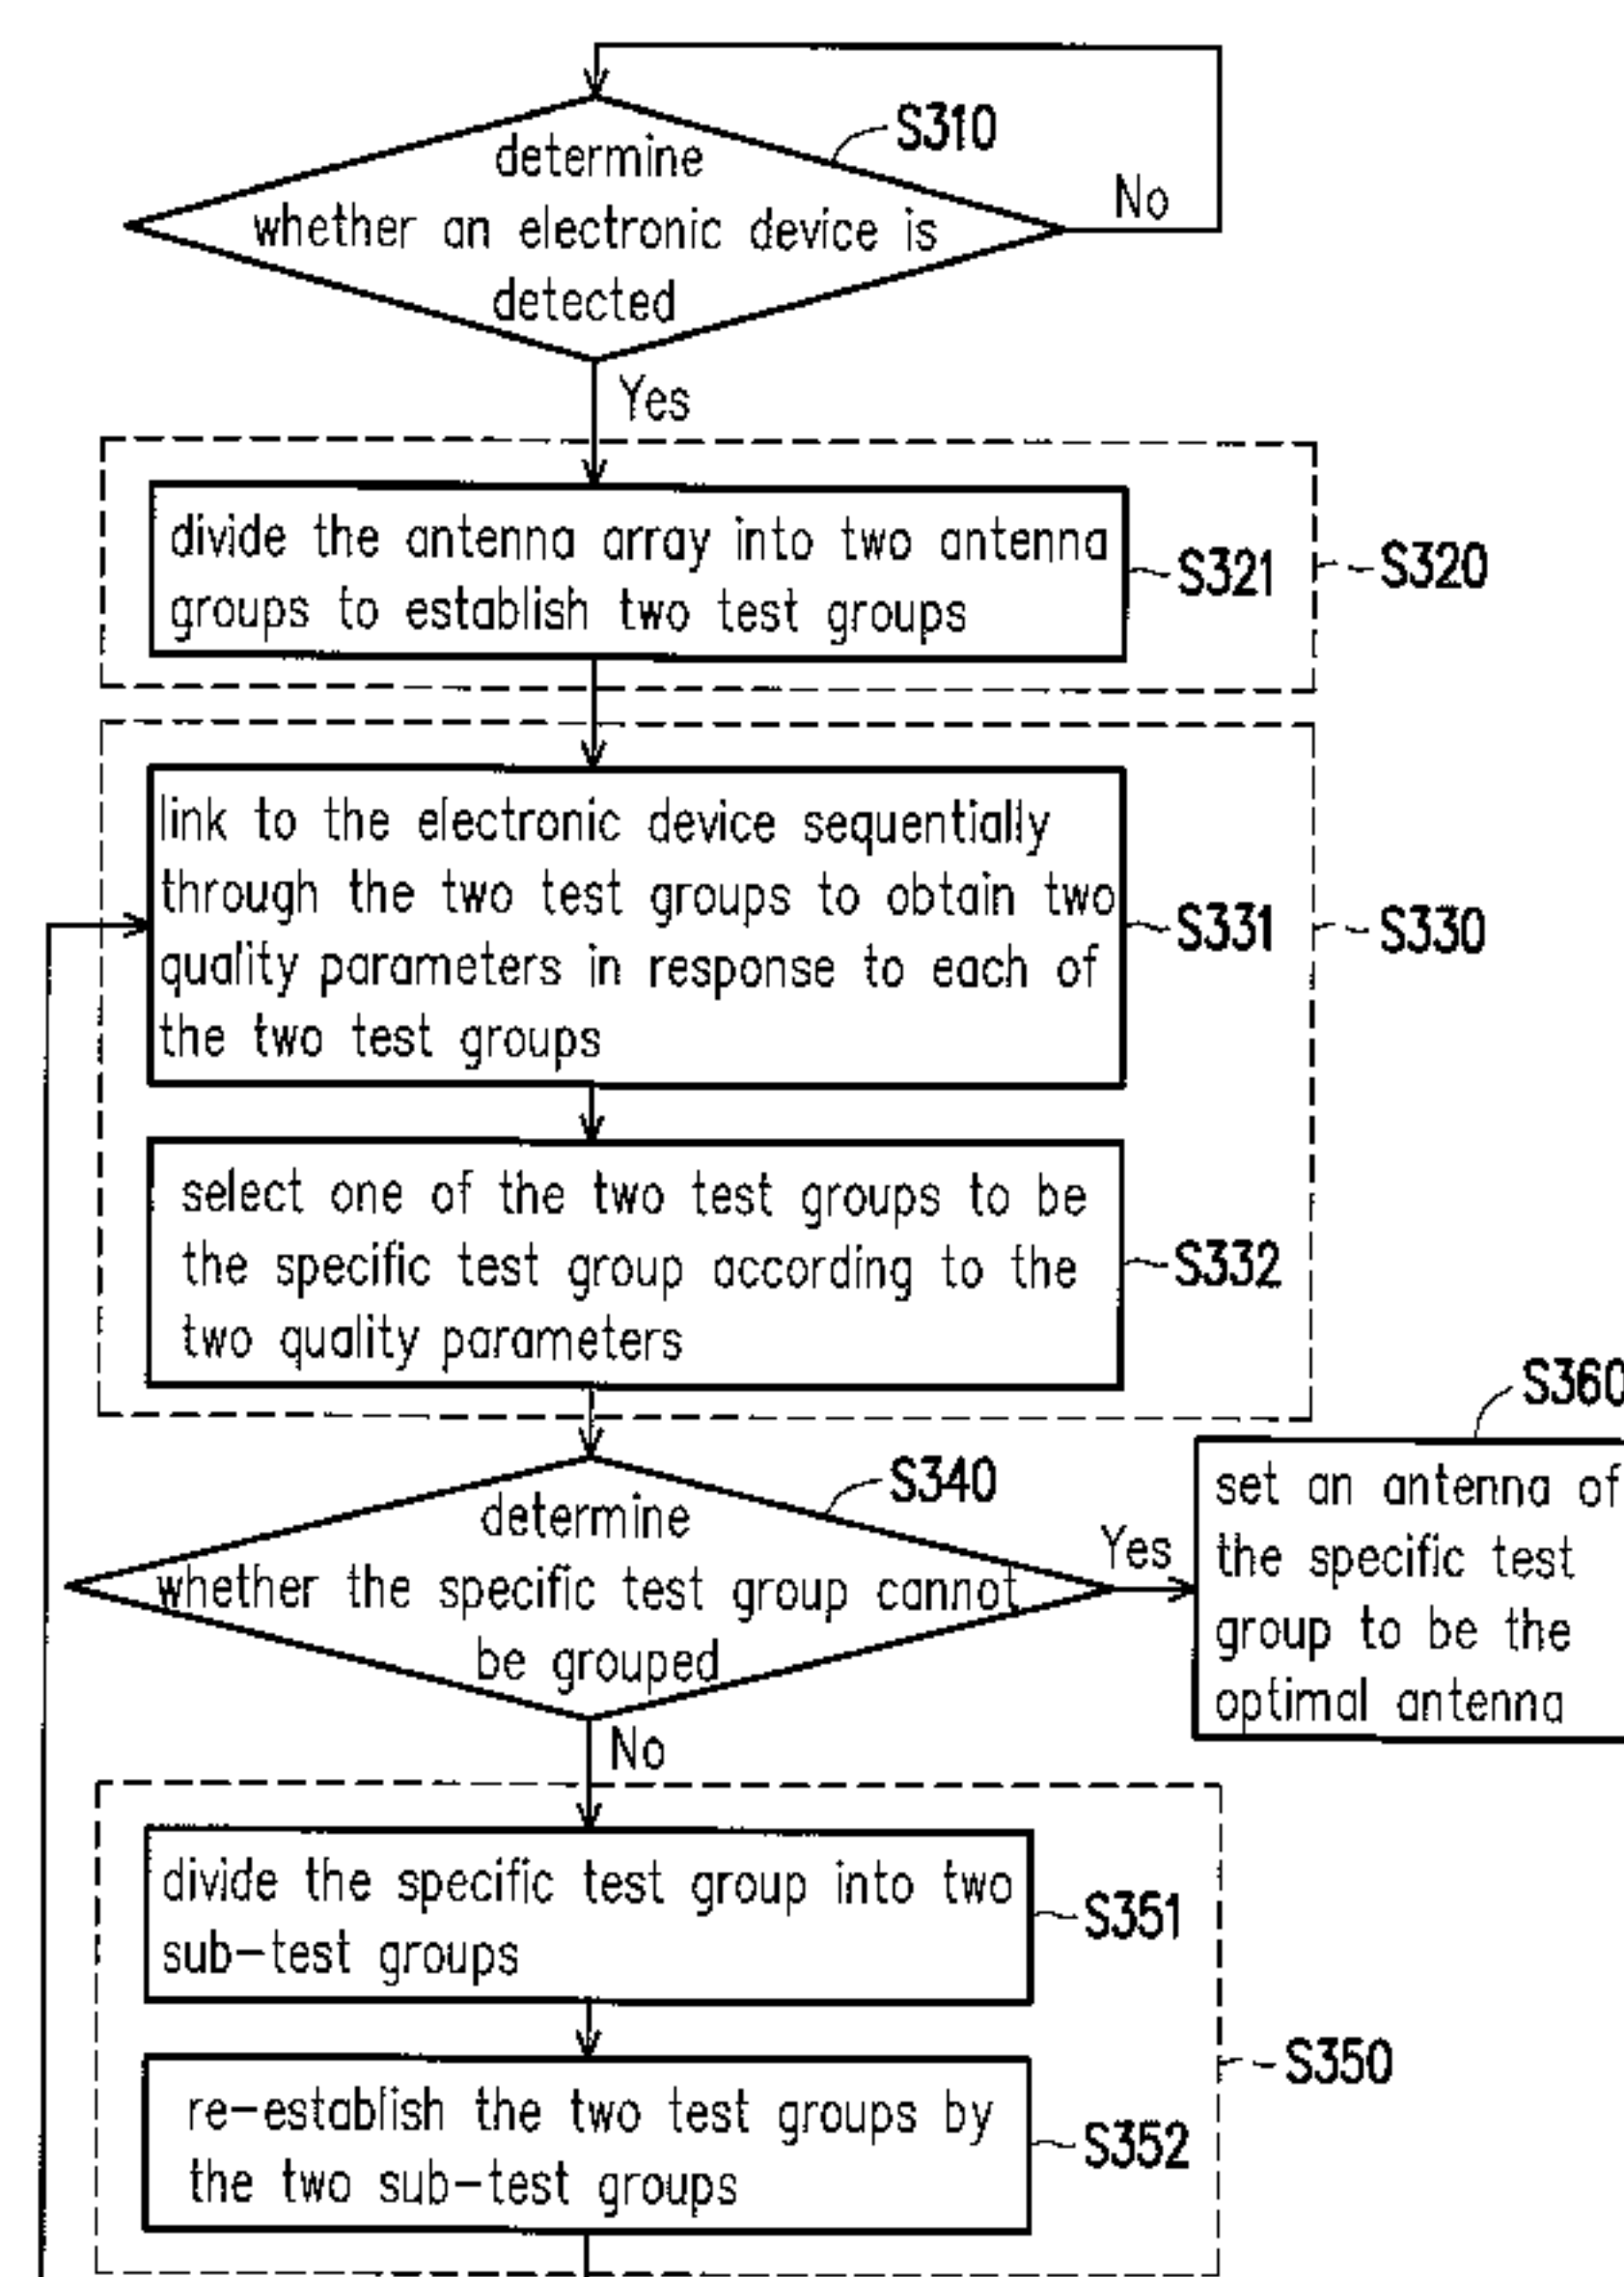 S310
determine
whether an electronic device is
detected
No
Yes
divide the antenna array into two antenna
groups to establish two test groups
S321
S320
link to the electronic device sequentially
through the two test groups to obtain two
quality parameters in response to each of
the two test groups
S331
S330
select one of the two test groups to be
the specific test group according to the
two quality parameters
S332
S340
determine
whether the specific test group cannot
be grouped
Yes
S360
set an antenna of
the specific test
group to be the
optimal antenna
No
divide the specific test group into two
sub-test groups
S351
S350
re-establish the two test groups by
the two sub-test groups
S352